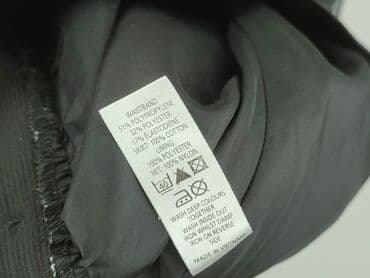 WAISTBAND
51% POLYPROPYLENE
32% POLYESTER
17% ELASTODIENE
SKIRT: 100% COTTON
LINING:
100% POLYESTER
NET: 100% NYLON
40
WASH DEEP COLOURS
TOGETHER
WASH INSIDE OUT
IRON WHILST DAMP
IRON ON REVERSE
SIDE
MADE IN VIETNAM